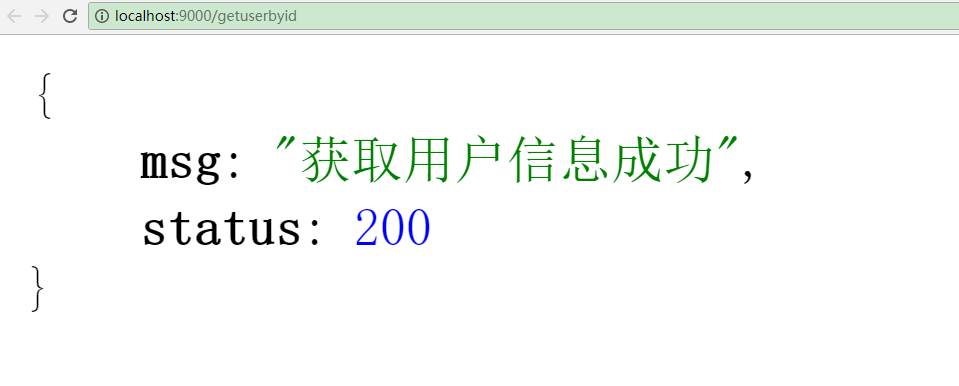 localhost:9000/getuserbyid
{
msg: "获取用户信息成功",
status: 200
}